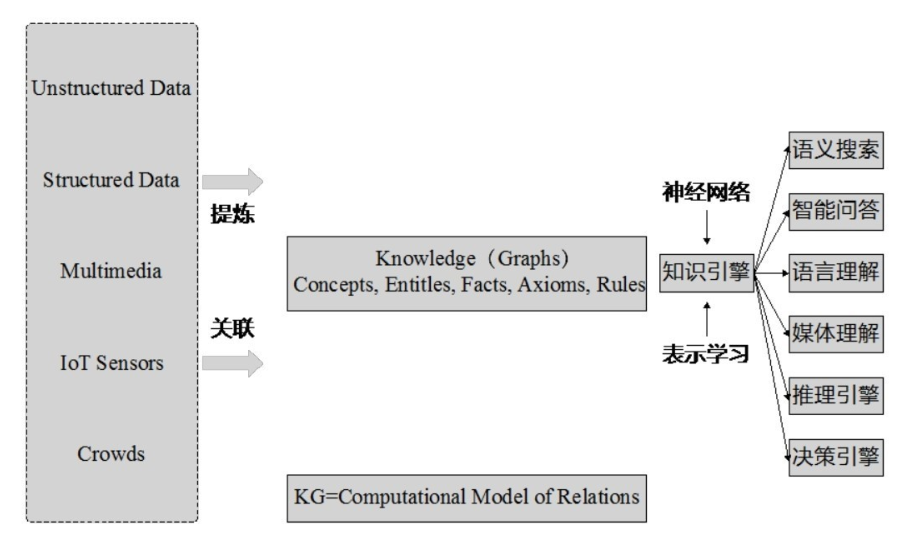 Unstructured Data
Structured Data
Multimedia
IoT Sensors
Crowds
提炼
关联
Knowledge（Graphs）
Concepts, Entitles, Facts, Axioms, Rules
KG=Computational Model of Relations
神经网络
知识引擎
表示学习
语义搜索
智能问答
语言理解
媒体理解
推理引擎
决策引擎